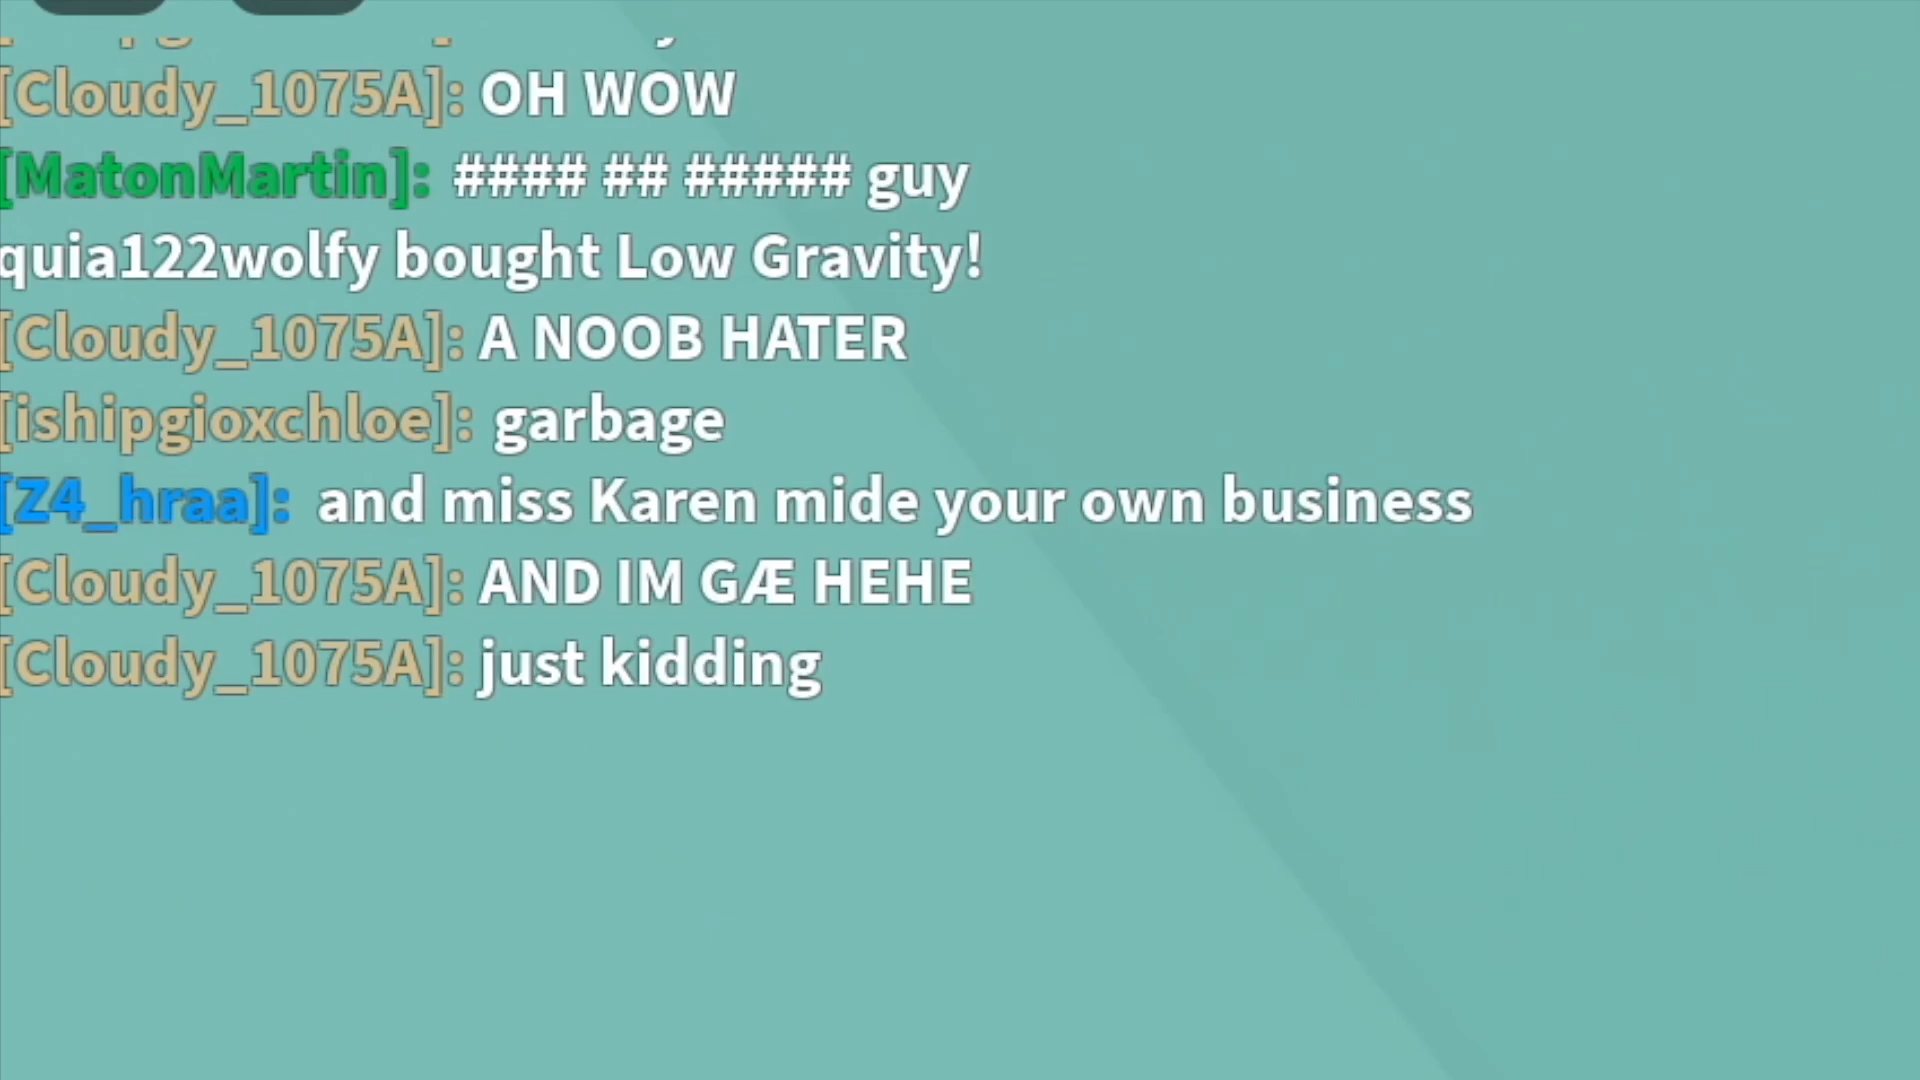 [Cloudy_1075A]: OH WOW
[MatonMartin]: #### ## ##### guy
quia122wolfy bought Low Gravity!
[Cloudy_1075A]: A NOOB HATER
[ishipgioxchloe]: garbage
[Z4_hraa]: and miss Karen mide your own business
[Cloudy_1075A]: AND IM GÆ HEHE
[Cloudy_1075A]: just kidding